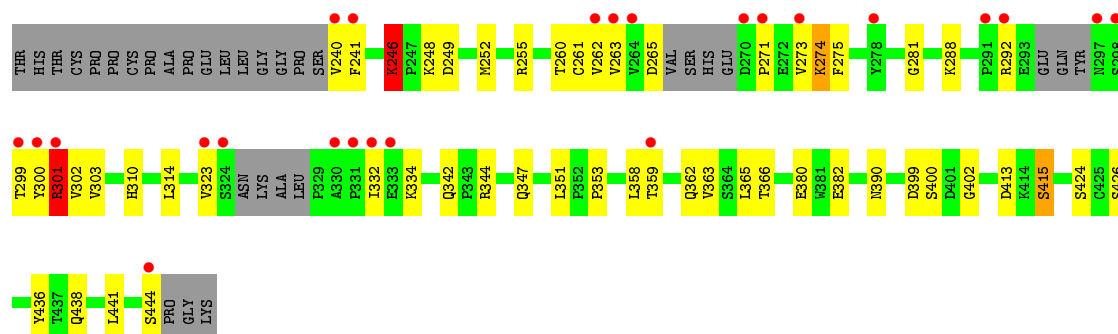 THR HIS THR CYS PRO PRO CYS PRO ALA PRO GLU LEU LEU GLY GLY PRO SER V240 F241 K246 P247 K248 D249 M252 R255 T260 C261 V262 V263 V264 D265 VAL SER HIS GLU D270 P271 E272 V273 K274 F275 Y278 G281 K288 P291 R292 E293 GLU GLN TYR N297 S298
T299 Y300 R301 V302 V303 H310 L314 V323 S324 ASN LYS ALA LEU P329 A330 P331 I332 E333 K334 Q342 P343 R344 Q347 L351 P352 P353 L358 T359 Q362 V363 S364 L365 T366 E380 W381 E382 N390 D399 S400 D401 G402 D413 K414 S415 S424 C425 S426
Y436 T437 Q438 L441 S444 PRO GLY LYS